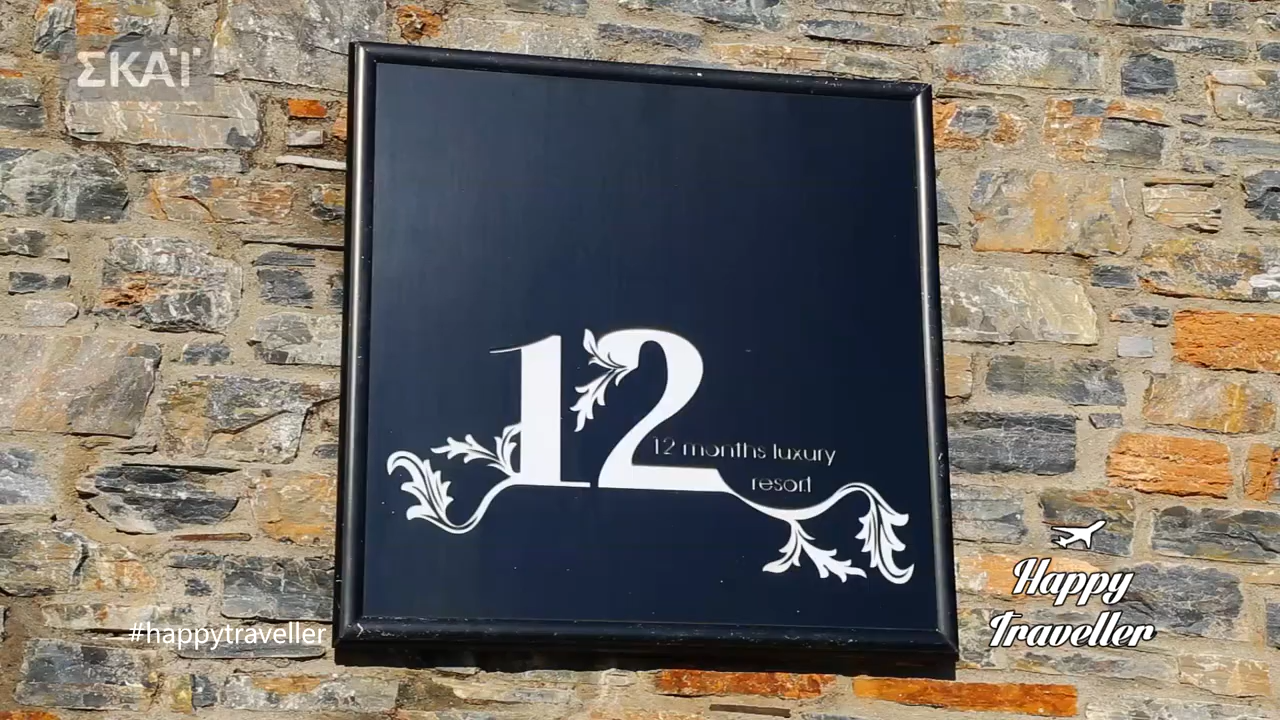 ΣΚΑΪ
12
12 months luxury
resort
#happytraveller
Happy
Traveller